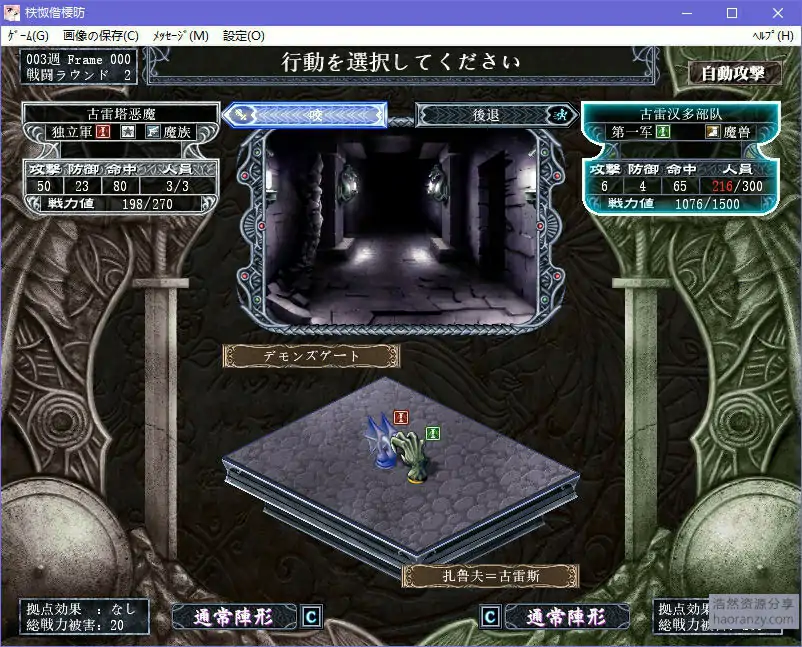 秩怓偺棳昉
ｹﾞｰﾑ(G) 画像の保存(C) ﾒｯｾｰｼﾞ(M) 設定(O) ﾍﾙﾌﾟ(H)
003週 Frame 000
戦闘ラウンド 2
行動を選択してください
自動攻撃
古雷塔恶魔
独立軍 魔族
攻撃 防御 命中 人員
50 23 80 3/3
戦力値 198/270
咬
後退
古雷汉多部队
第一军 魔兽
攻撃 防御 命中 人員
6 4 65 216/300
戦力値 1076/1500
デモンズゲート
扎鲁夫＝古雷斯
拠点効果 ：なし
総戦力被害：20
通常陣形 C
C 通常陣形
拠点効果
総戦力被害
浩然资源分享
haoranzy.com